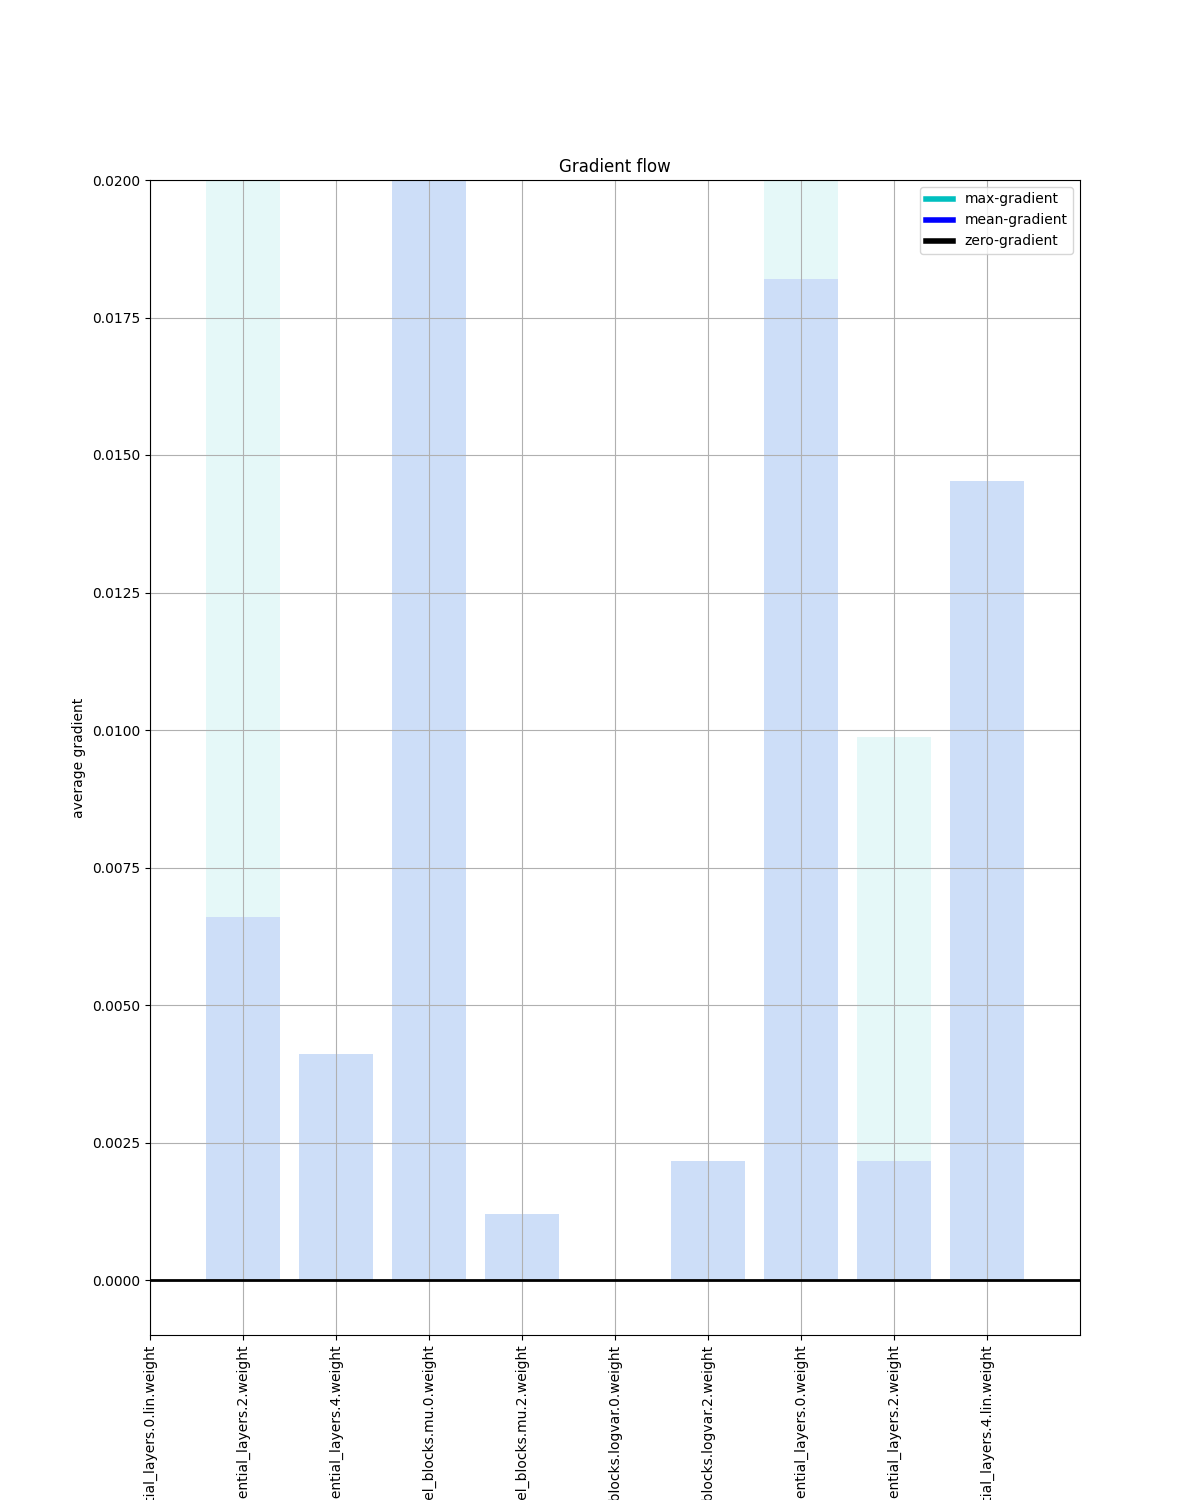 Gradient flow
max-gradient
mean-gradient
zero-gradient
0.0200
0.0175
0.0150
0.0125
0.0100
0.0075
0.0050
0.0025
0.0000
average gradient
tial_layers.0.lin.weight
ential_layers.2.weight
ential_layers.4.weight
el_blocks.mu.0.weight
el_blocks.mu.2.weight
blocks.logvar.0.weight
blocks.logvar.2.weight
ential_layers.0.weight
ential_layers.2.weight
tial_layers.4.lin.weight